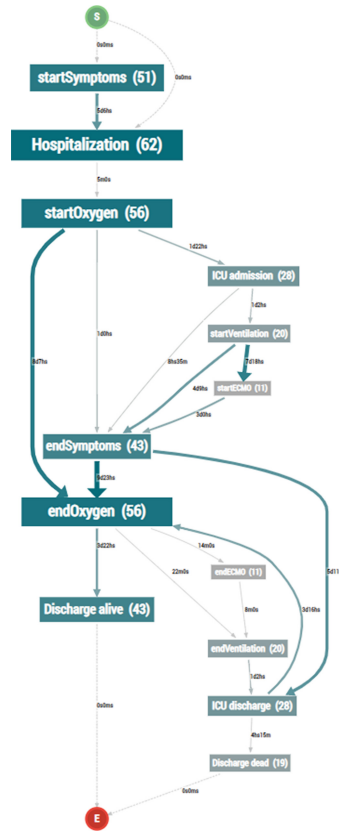 S
0s0ms
startSymptoms (51)
0s0ms
5d6hs
Hospitalization (62)
5m0s
startOxygen (56)
1d22hs
ICU admission (28)
1d2hs
startVentilation (20)
8d7hs
1d0hs
8hs35m
7d18hs
4d9hs
startECMO (11)
3d3hs
endSymptoms (43)
9d23hs
endOxygen (56)
3d22hs
14m0s
22m0s
endECMO (11)
5d11
Discharge alive (43)
8m0s
3d16hs
endVentilation (20)
1d2hs
0s0ms
ICU discharge (28)
4hs15m
Discharge dead (19)
0s0ms
E